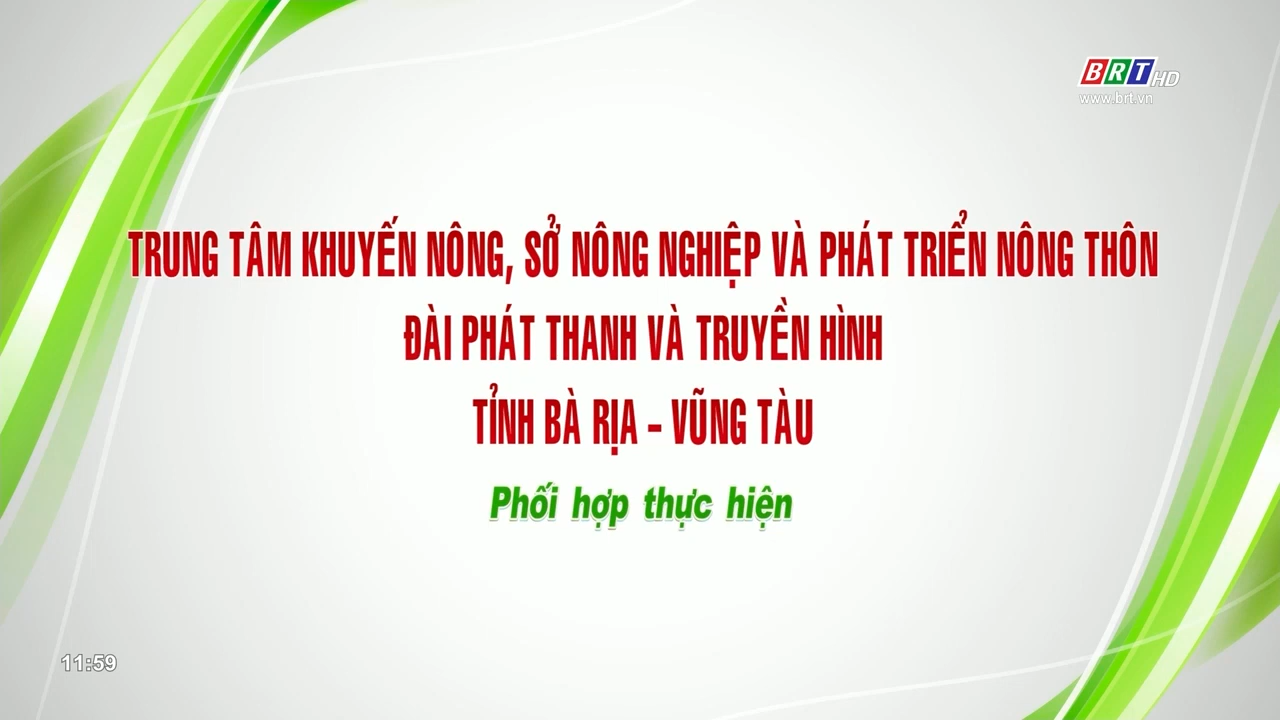 BRT HD
www.brt.vn
TRUNG TÂM KHUYẾN NÔNG, SỞ NÔNG NGHIỆP VÀ PHÁT TRIỂN NÔNG THÔN
ĐÀI PHÁT THANH VÀ TRUYỀN HÌNH
TỈNH BÀ RỊA – VŨNG TÀU
Phối hợp thực hiện
11:59